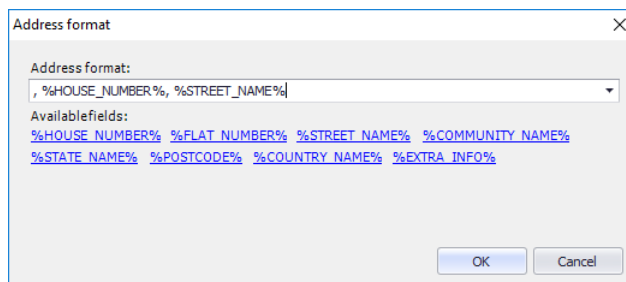 Address format
Address format:
, %HOUSE_NUMBER%, %STREET_NAME%
Availablefields:
%HOUSE_NUMBER% %FLAT_NUMBER% %STREET_NAME% %COMMUNITY_NAME%
%STATE_NAME% %POSTCODE% %COUNTRY_NAME% %EXTRA_INFO%
OK Cancel